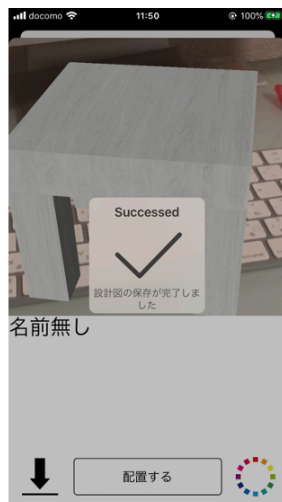 docomo 11:50 100%
Successed
設計図の保存が完了しま
した
名前無し
配置する